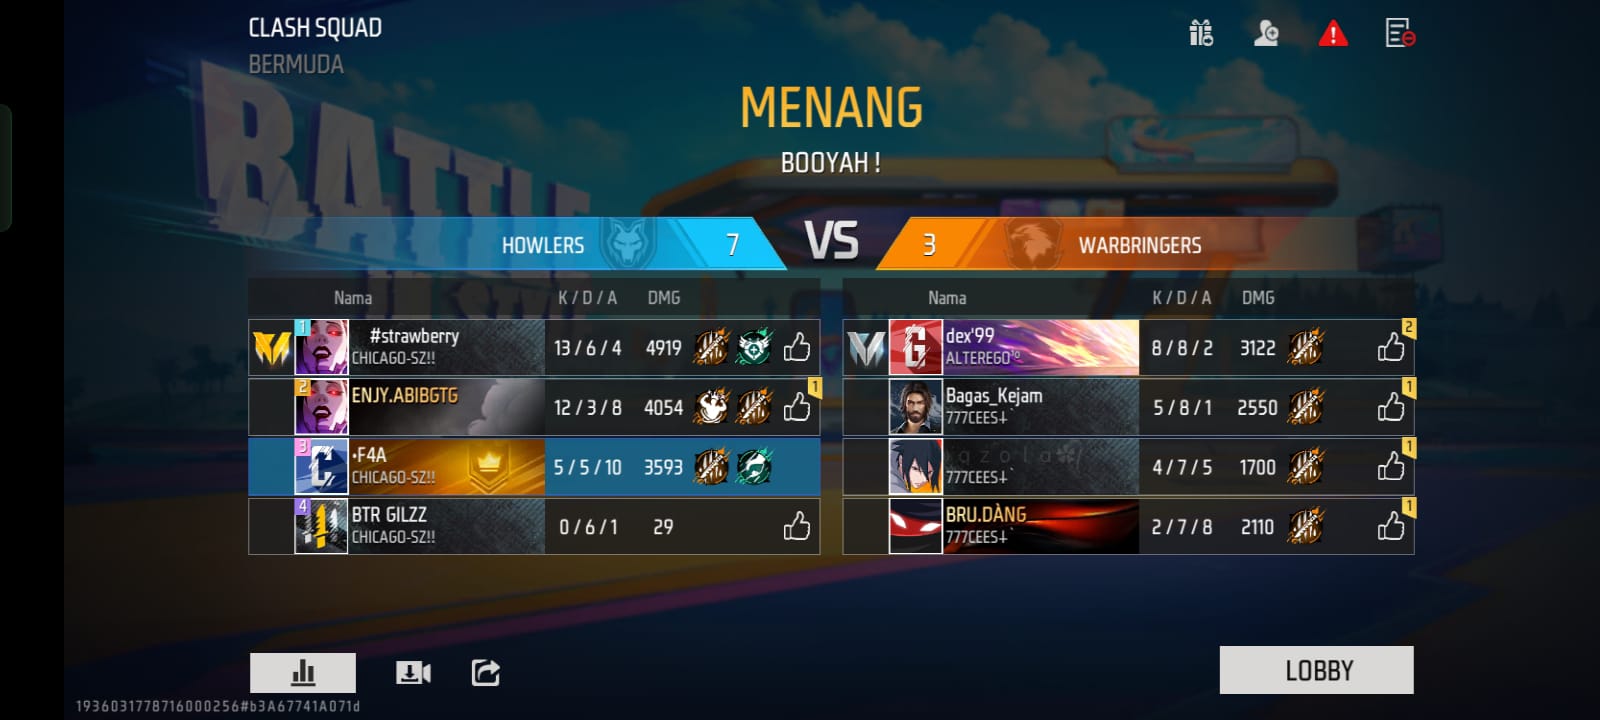 CLASH SQUAD
BERMUDA
MENANG
BOOYAH !
HOWLERS 7 VS 3 WARBRINGERS
Nama K / D / A DMG
1 #strawberry 13 / 6 / 4 4919
CHICAGO-SZ!!
2 ENJY.ABIBGTG 12 / 3 / 8 4054 1
3 •F4A 5 / 5 / 10 3593
CHICAGO-SZ!!
4 BTR GILZZ 0 / 6 / 1 29
CHICAGO-SZ!!
Nama K / D / A DMG
dex'99 8 / 8 / 2 3122 2
ALTEREGO
Bagas_Kejam 5 / 8 / 1 2550 1
777CEES
4 / 7 / 5 1700 1
777CEES
BRU.DÀNG 2 / 7 / 8 2110 1
777CEES
LOBBY
1936031778716000256#b3A67741A071d